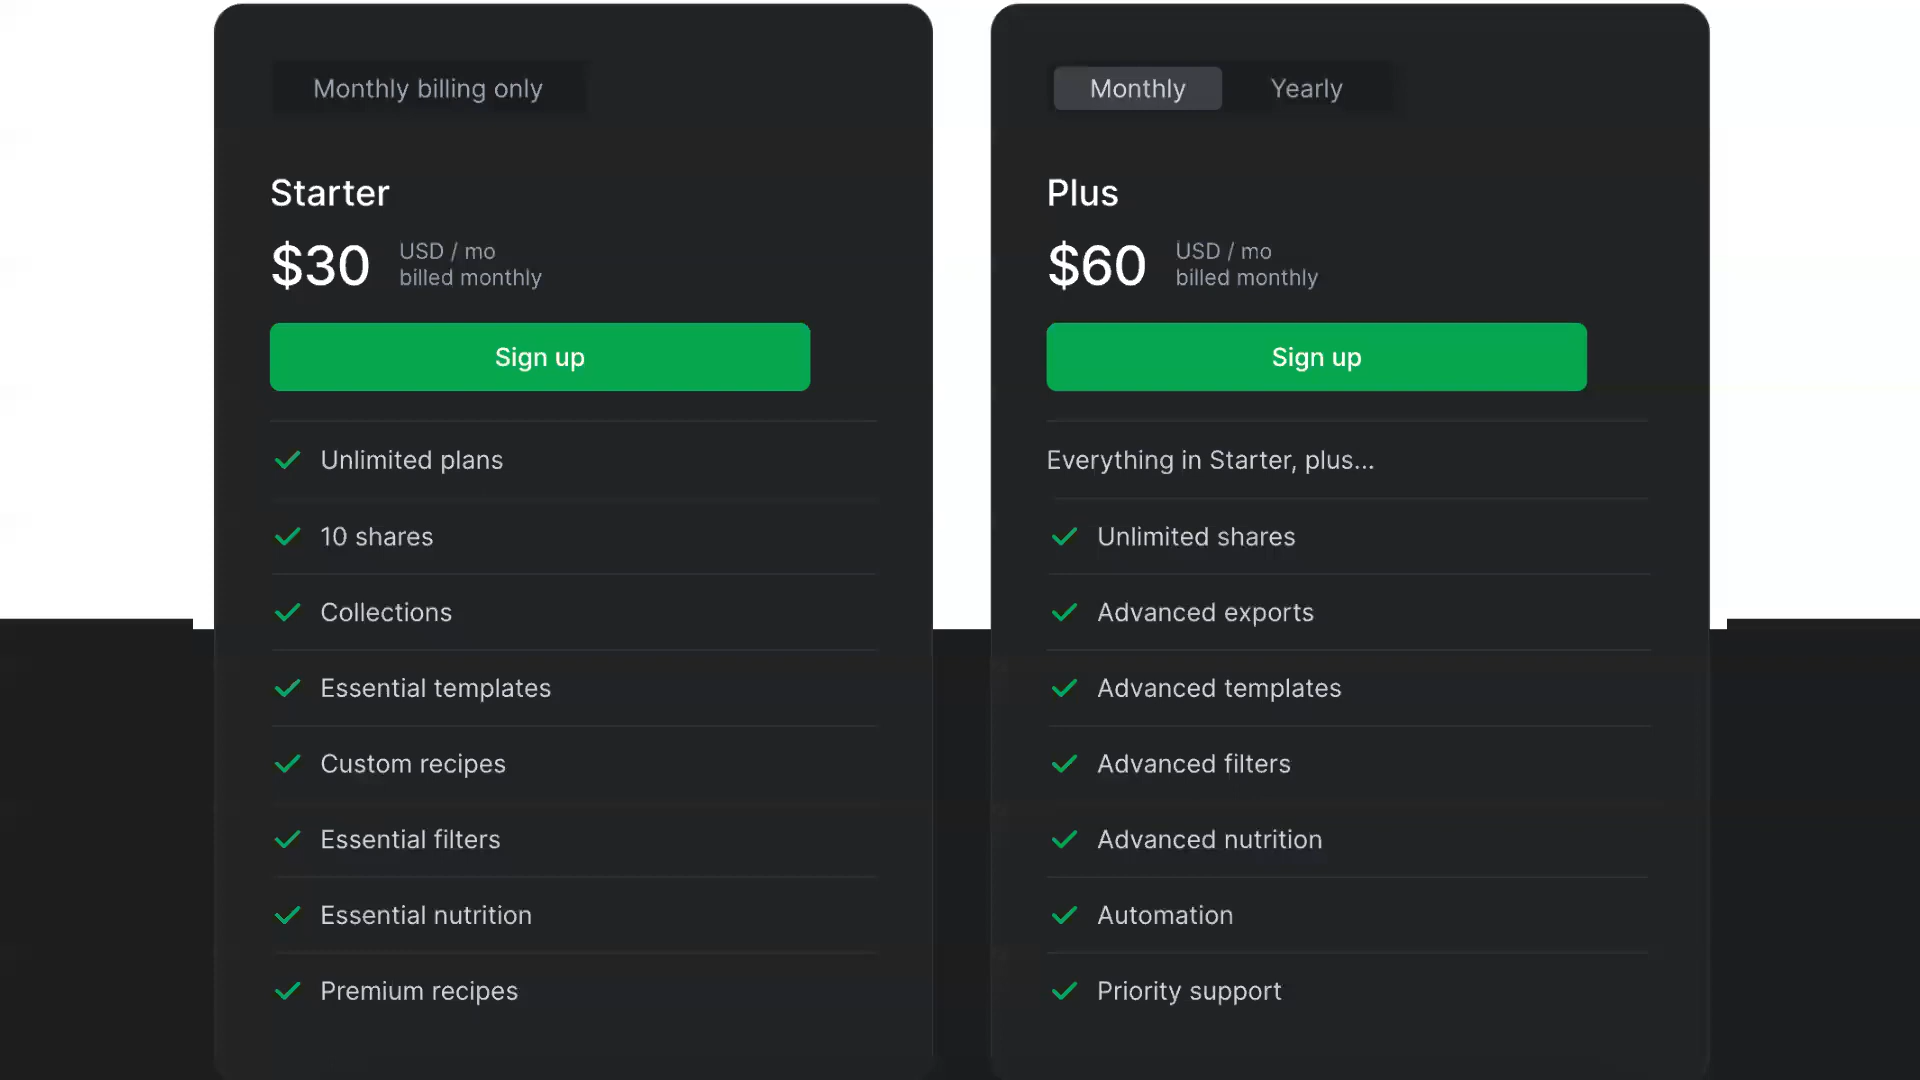 Monthly billing only
Starter
$30
USD / mo
billed monthly
Sign up
Unlimited plans
10 shares
Collections
Essential templates
Custom recipes
Essential filters
Essential nutrition
Premium recipes
Monthly Yearly
Plus
$60
USD / mo
billed monthly
Sign up
Everything in Starter, plus...
Unlimited shares
Advanced exports
Advanced templates
Advanced filters
Advanced nutrition
Automation
Priority support